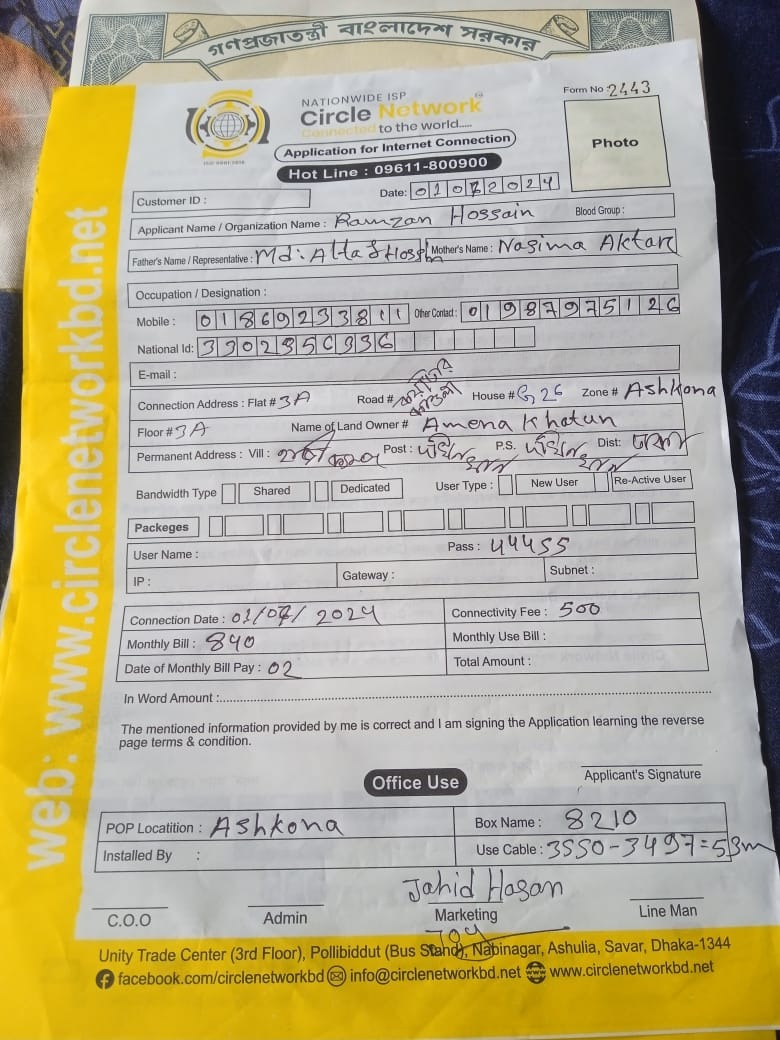 গণপ্রজাতন্ত্রী বাংলাদেশ সরকার
NATIONWIDE ISP
Circle Network
Connected to the world.....
ISO 9001:2015
Form No : 2443
Photo
Application for Internet Connection
Hot Line : 09611-800900
Customer ID :
Date: 01072024
Applicant Name / Organization Name : Ramzan Hossain Blood Group :
Father's Name / Representative : Md: Mother's Name : Nasima Aktar
Occupation / Designation :
Mobile : 01869233811 Other Contact : 01987975126
National Id:
E-mail :
Connection Address : Flat # 3A Road # House # 26 Zone # Ashkona
Floor # 3A Name of Land Owner # Amena Khatun
Permanent Address : Vill : Post : P.S. Dist:
Bandwidth Type Shared Dedicated User Type : New User Re-Active User
Packeges
User Name : Pass : 44455
IP : Gateway : Subnet :
Connection Date : 01/07/2024 Connectivity Fee : 500
Monthly Bill : 840 Monthly Use Bill :
Date of Monthly Bill Pay : 02 Total Amount :
In Word Amount :
The mentioned information provided by me is correct and I am signing the Application learning the reverse
page terms & condition.
Applicant's Signature
Office Use
POP Locatition : Ashkona Box Name : 8210
Installed By : Use Cable : 3550-3497=53m
Jahid Hasan
C.O.O Admin Marketing Line Man
Joy
Unity Trade Center (3rd Floor), Pollibiddut (Bus Stand), Nabinagar, Ashulia, Savar, Dhaka-1344
facebook.com/circlenetworkbd info@circlenetworkbd.net www.circlenetworkbd.net
web: www.circlenetworkbd.net